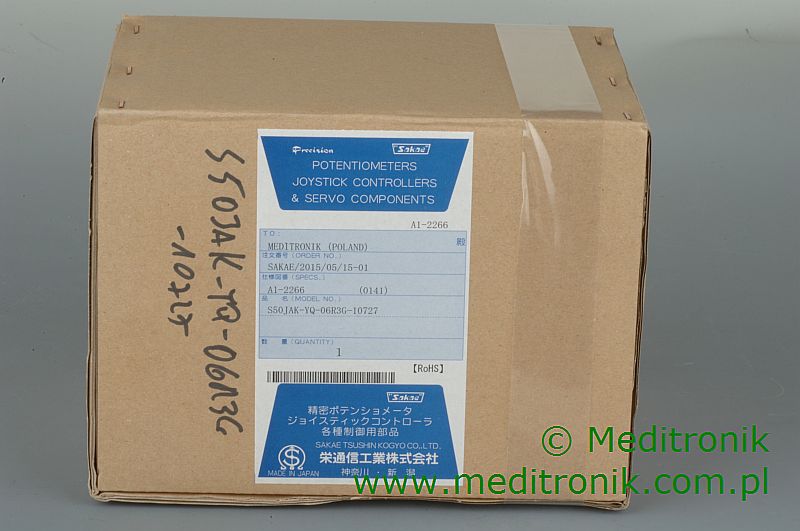 Precision Sakae
POTENTIOMETERS
JOYSTICK CONTROLLERS
& SERVO COMPONENTS
A1-2266
TO:
MEDITRONIK (POLAND) 殿
注文番号 (ORDER NO.)
SAKAE/2015/05/15-01
仕様図番 (SPECS.)
A1-2266 (0141)
品 名 (MODEL NO.)
S50JAK-YQ-06R3G-10727
数 量 (QUANTITY)
1
【RoHS】
Sakae
精密ポテンショメータ
ジョイスティックコントローラ
各種制御用部品
SAKAE TSUSHIN KOGYO CO.,LTD.
栄通信工業株式会社
MADE IN JAPAN 神奈川・新潟
S50JAK-YQ-06R3G
-10727
© Meditronik
www.meditronik.com.pl